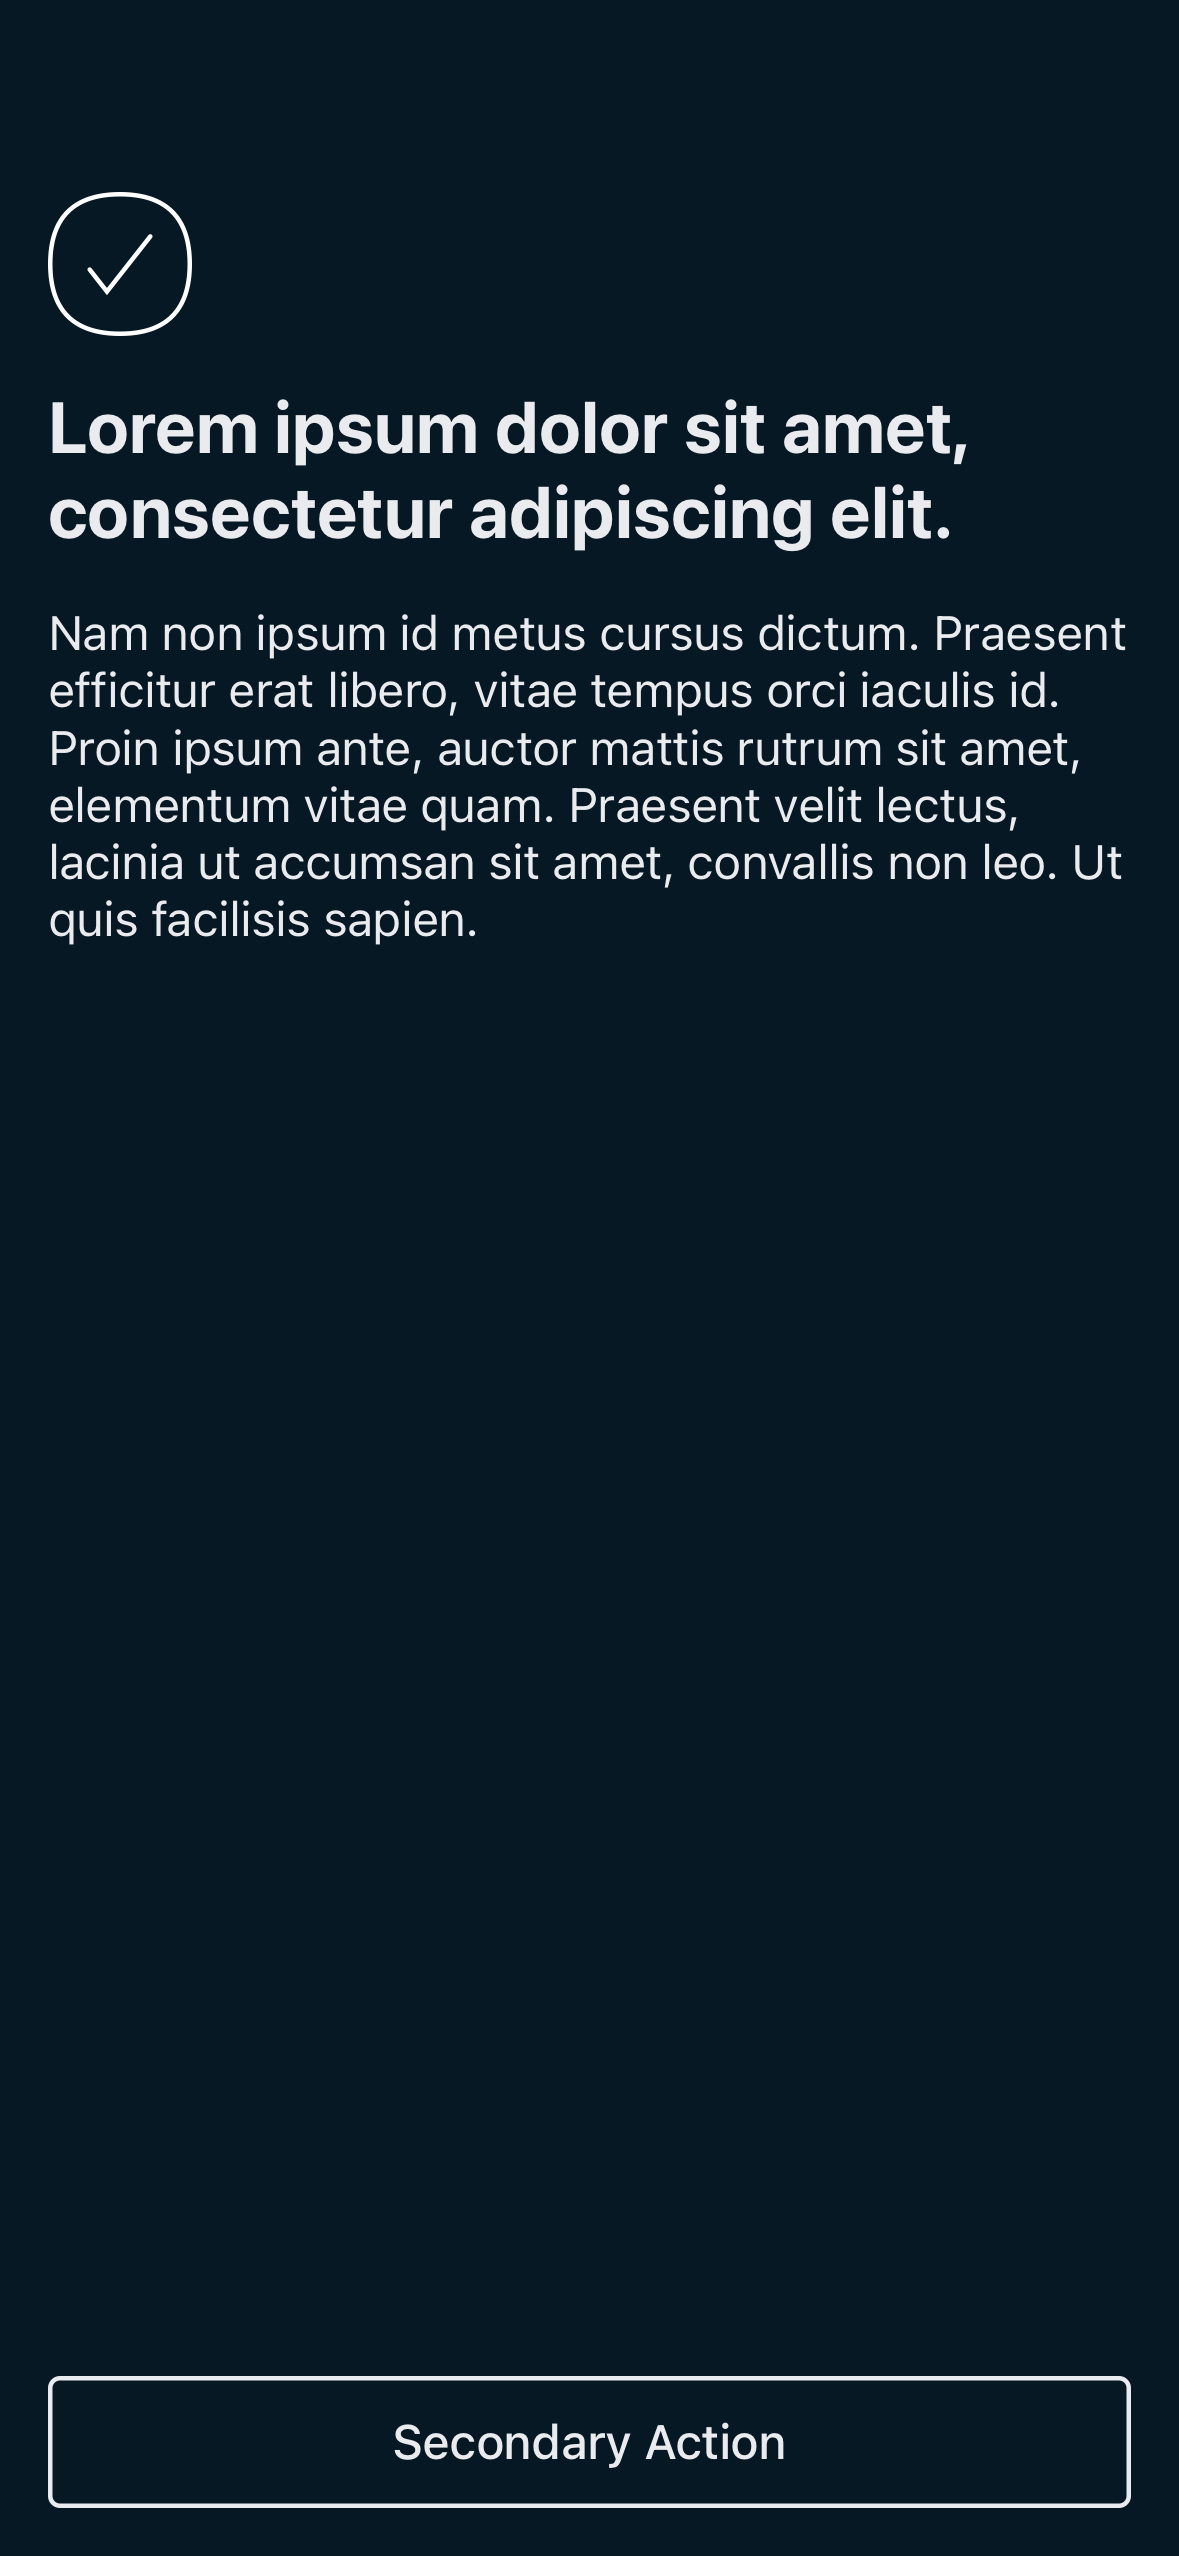 Lorem ipsum dolor sit amet,
consectetur adipiscing elit.
Nam non ipsum id metus cursus dictum. Praesent
efficitur erat libero, vitae tempus orci iaculis id.
Proin ipsum ante, auctor mattis rutrum sit amet,
elementum vitae quam. Praesent velit lectus,
lacinia ut accumsan sit amet, convallis non leo. Ut
quis facilisis sapien.
Secondary Action